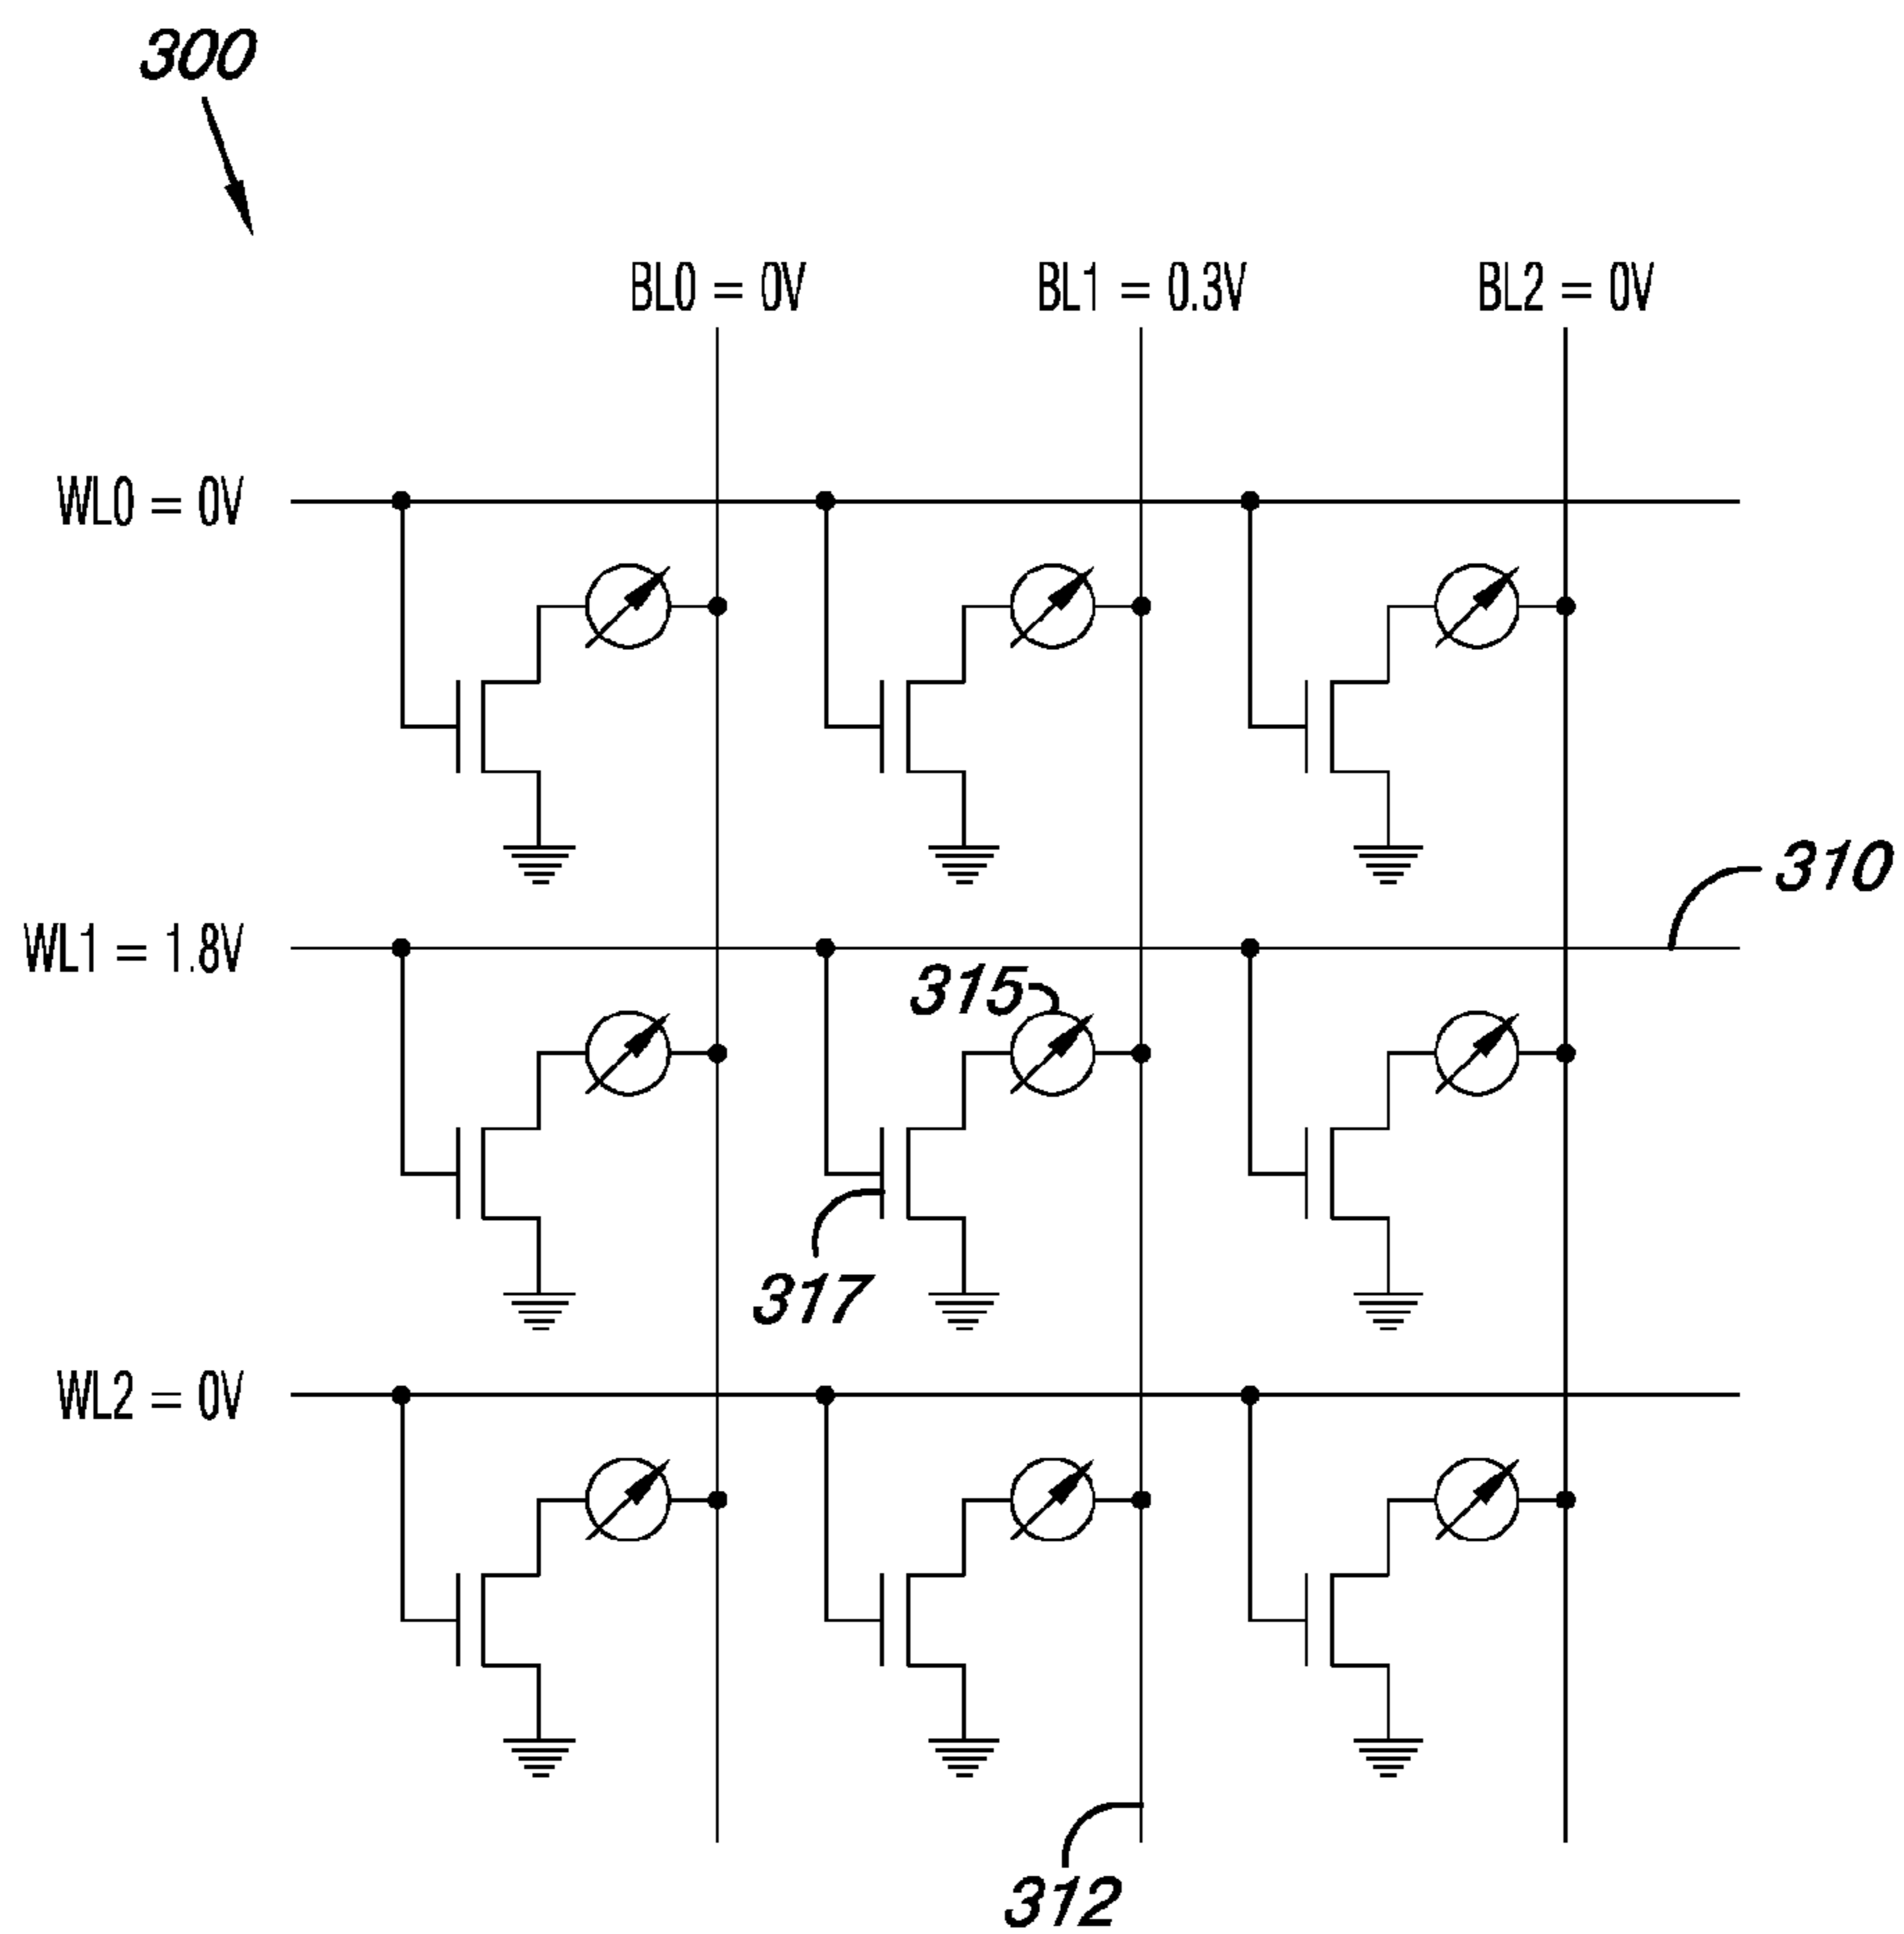 300
BL0 = 0V
BL1 = 0.3V
BL2 = 0V
WL0 = 0V
310
WL1 = 1.8V
315
317
WL2 = 0V
312